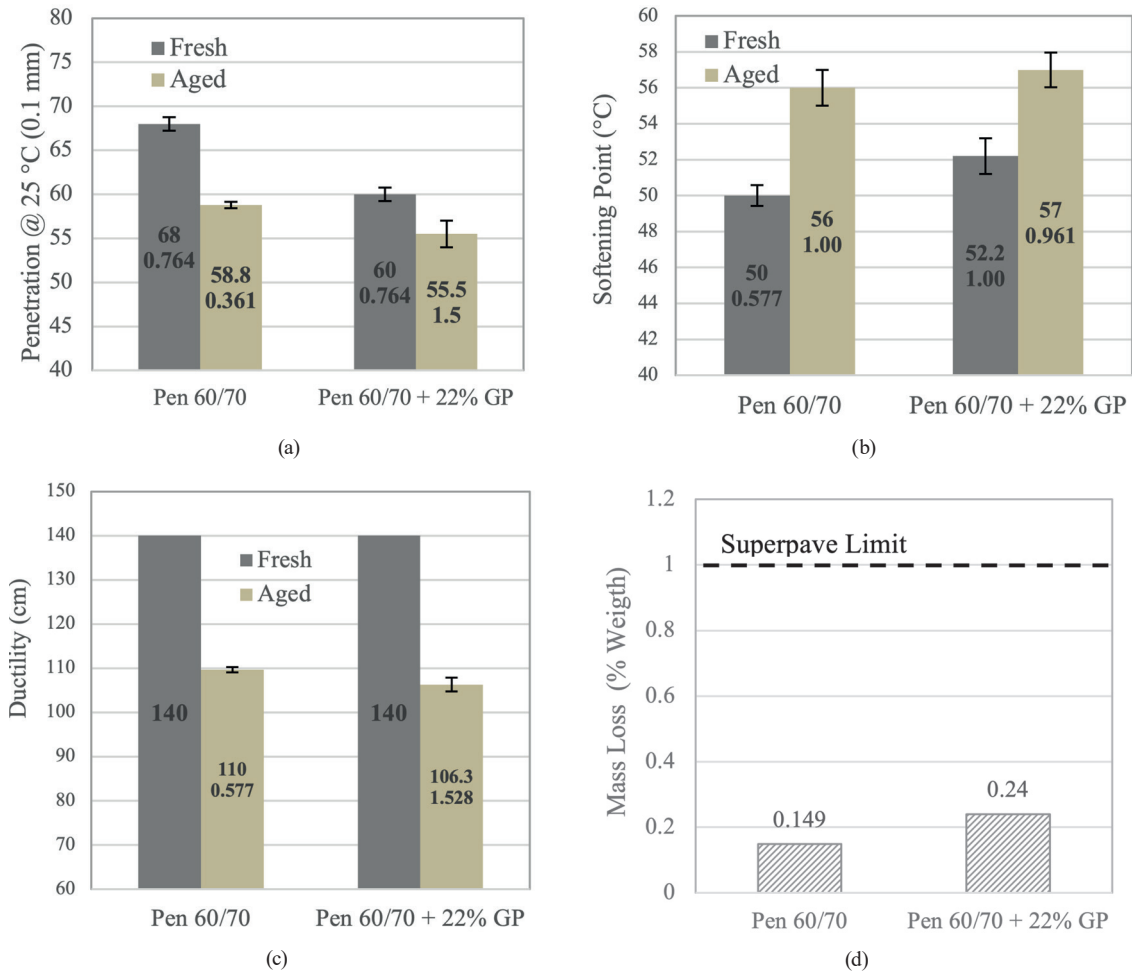 80
75
70
65
60
55
50
45
40
Penetration @ 25 °C (0.1 mm)
Fresh
Aged
68
0.764
58.8
0.361
60
0.764
55.5
1.5
Pen 60/70
Pen 60/70 + 22% GP
(a)
60
58
56
54
52
50
48
46
44
42
40
Softening Point (°C)
Fresh
Aged
50
0.577
56
1.00
52.2
1.00
57
0.961
Pen 60/70
Pen 60/70 + 22% GP
(b)
150
140
130
120
110
100
90
80
70
60
Ductility (cm)
Fresh
Aged
140
110
0.577
140
106.3
1.528
Pen 60/70
Pen 60/70 + 22% GP
(c)
1.2
1
0.8
0.6
0.4
0.2
0
Mass Loss (% Weigth)
Superpave Limit
0.149
0.24
Pen 60/70
Pen 60/70 + 22% GP
(d)